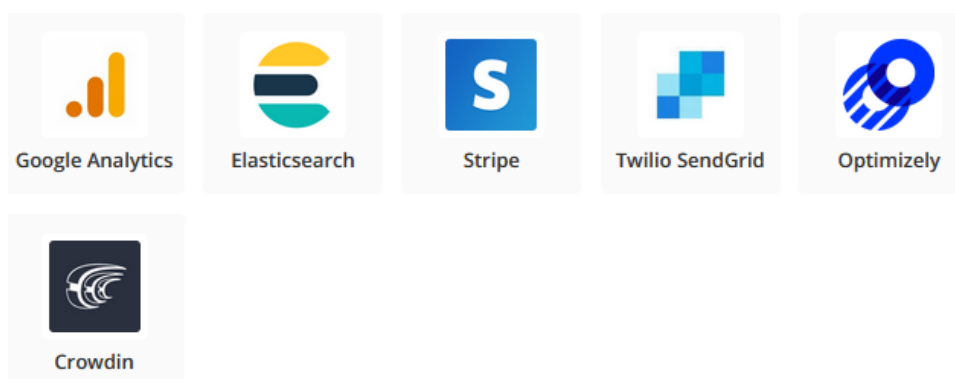 Google Analytics
Elasticsearch
S
Stripe
Twilio SendGrid
Optimizely
Crowdin